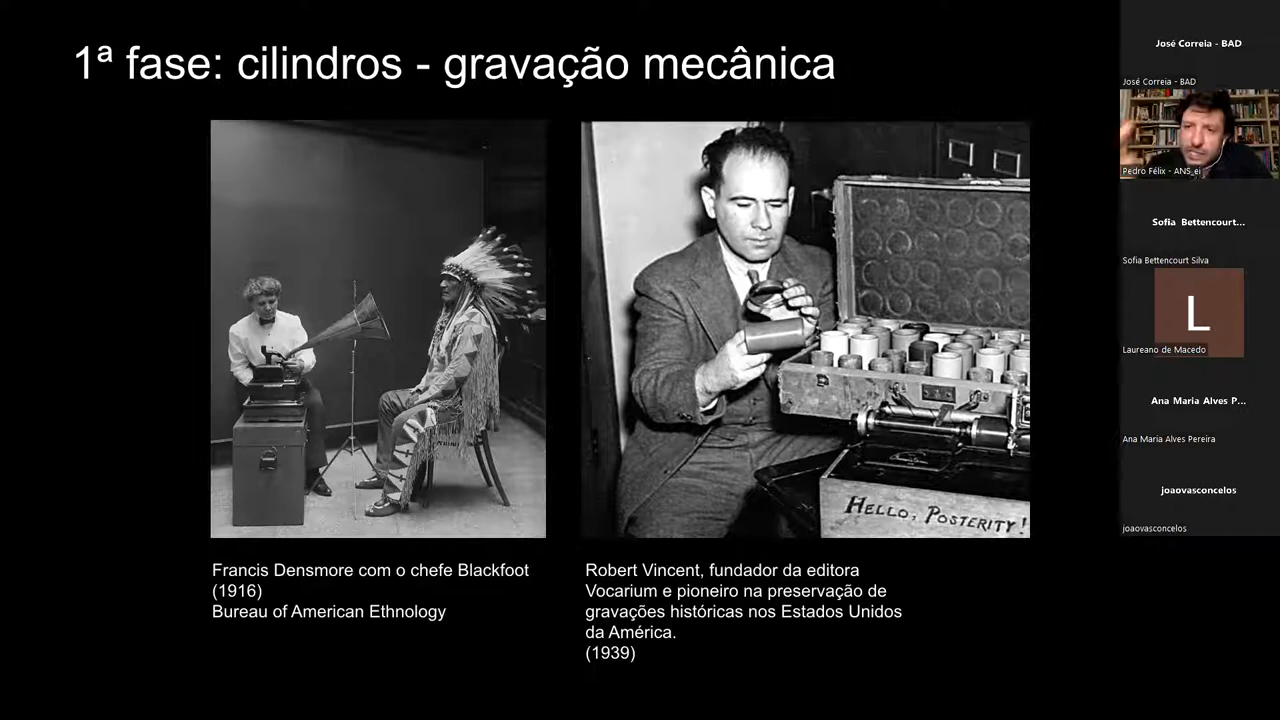 1ª fase: cilindros - gravação mecânica
HELLO, POSTERITY!
Francis Densmore com o chefe Blackfoot
(1916)
Bureau of American Ethnology
Robert Vincent, fundador da editora
Vocarium e pioneiro na preservação de
gravações históricas nos Estados Unidos
da América.
(1939)
José Correia - BAD
José Correia - BAD
Pedro Félix - ANS_ei
Sofia Bettencourt...
Sofia Bettencourt Silva
L
Laureano de Macedo
Ana Maria Alves P...
Ana Maria Alves Pereira
joaovasconcelos
joaovasconcelos